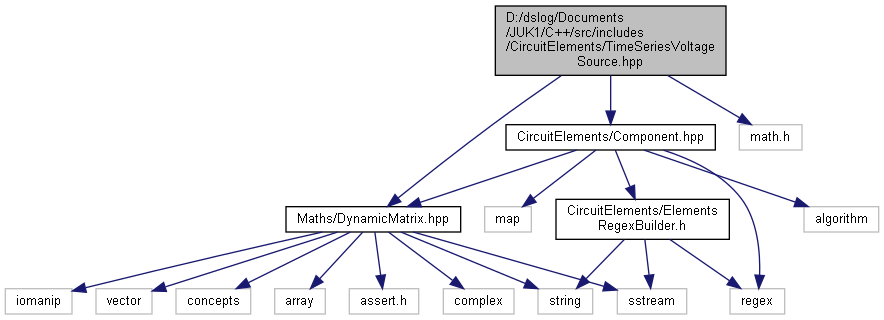 D:/dslog/Documents
/JUK1/C++/src/includes
/CircuitElements/TimeSeriesVoltage
Source.hpp
CircuitElements/Component.hpp
math.h
Maths/DynamicMatrix.hpp
map
CircuitElements/Elements
RegexBuilder.h
algorithm
iomanip
vector
concepts
array
assert.h
complex
string
sstream
regex